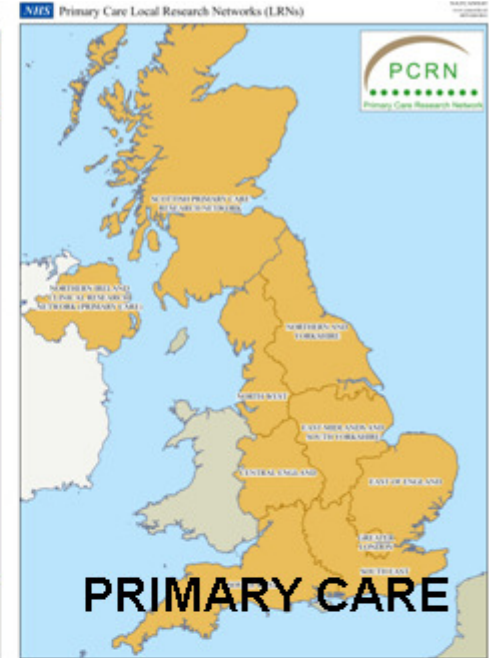 NHS Primary Care Local Research Networks (LRNs)
PCRN
Primary Care Research Network
SCOTTISH PRIMARY CARE
RESEARCH NETWORK
NORTHERN IRELAND
CLINICAL RESEARCH
NETWORK (PRIMARY CARE)
NORTHERN AND
YORKSHIRE
NORTH WEST
EAST MIDLANDS AND
SOUTH YORKSHIRE
CENTRAL ENGLAND
EAST OF ENGLAND
GREATER
LONDON
SOUTH EAST
PRIMARY CARE